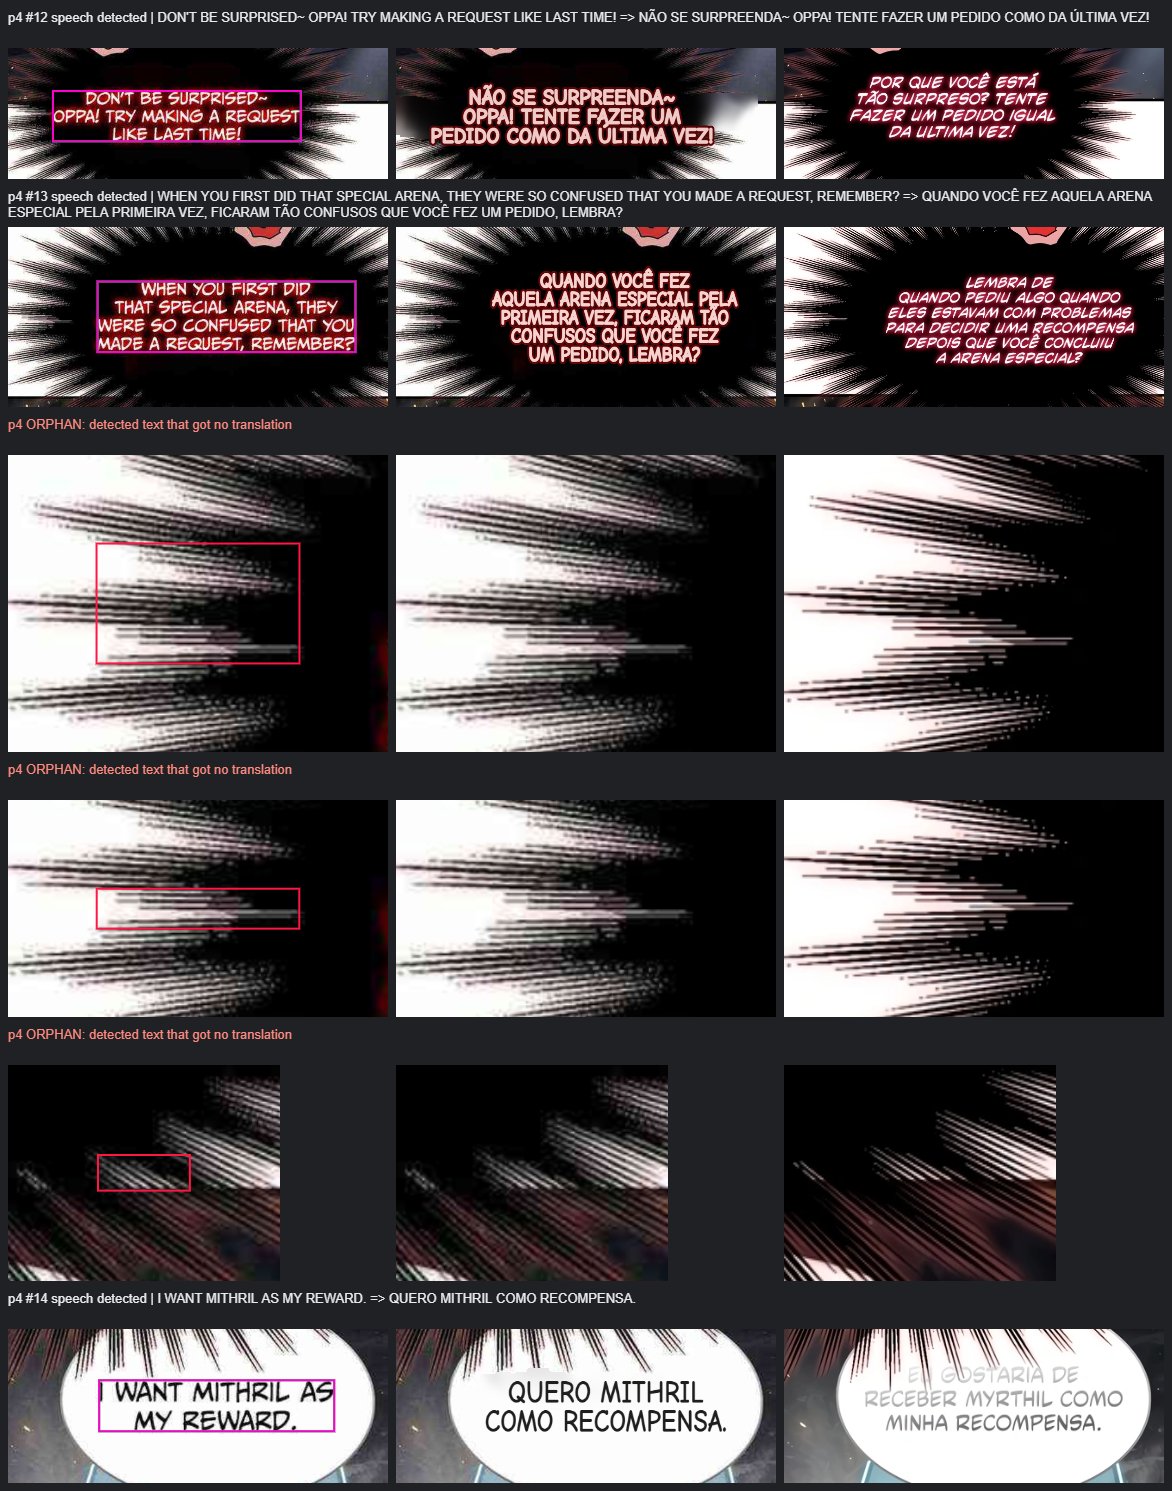 p4 #12 speech detected | DON'T BE SURPRISED~ OPPA! TRY MAKING A REQUEST LIKE LAST TIME! => NÃO SE SURPREENDA~ OPPA! TENTE FAZER UM PEDIDO COMO DA ÚLTIMA VEZ!
DON'T BE SURPRISED~
OPPA! TRY MAKING A REQUEST
LIKE LAST TIME!
NÃO SE SURPREENDA~
OPPA! TENTE FAZER UM
PEDIDO COMO DA ÚLTIMA VEZ!
POR QUE VOCÊ ESTÁ
TÃO SURPRESO? TENTE
FAZER UM PEDIDO IGUAL
DA ULTIMA VEZ!
p4 #13 speech detected | WHEN YOU FIRST DID THAT SPECIAL ARENA, THEY WERE SO CONFUSED THAT YOU MADE A REQUEST, REMEMBER? => QUANDO VOCÊ FEZ AQUELA ARENA
ESPECIAL PELA PRIMEIRA VEZ, FICARAM TÃO CONFUSOS QUE VOCÊ FEZ UM PEDIDO, LEMBRA?
WHEN YOU FIRST DID
THAT SPECIAL ARENA, THEY
WERE SO CONFUSED THAT YOU
MADE A REQUEST, REMEMBER?
QUANDO VOCÊ FEZ
AQUELA ARENA ESPECIAL PELA
PRIMEIRA VEZ, FICARAM TÃO
CONFUSOS QUE VOCÊ FEZ
UM PEDIDO, LEMBRA?
LEMBRA DE
QUANDO PEDIU ALGO QUANDO
ELES ESTAVAM COM PROBLEMAS
PARA DECIDIR UMA RECOMPENSA
DEPOIS QUE VOCÊ CONCLUIU
A ARENA ESPECIAL?
p4 ORPHAN: detected text that got no translation
p4 ORPHAN: detected text that got no translation
p4 ORPHAN: detected text that got no translation
p4 #14 speech detected | I WANT MITHRIL AS MY REWARD. => QUERO MITHRIL COMO RECOMPENSA.
I WANT MITHRIL AS
MY REWARD.
QUERO MITHRIL
COMO RECOMPENSA.
EU GOSTARIA DE
RECEBER MYRTHIL COMO
MINHA RECOMPENSA.